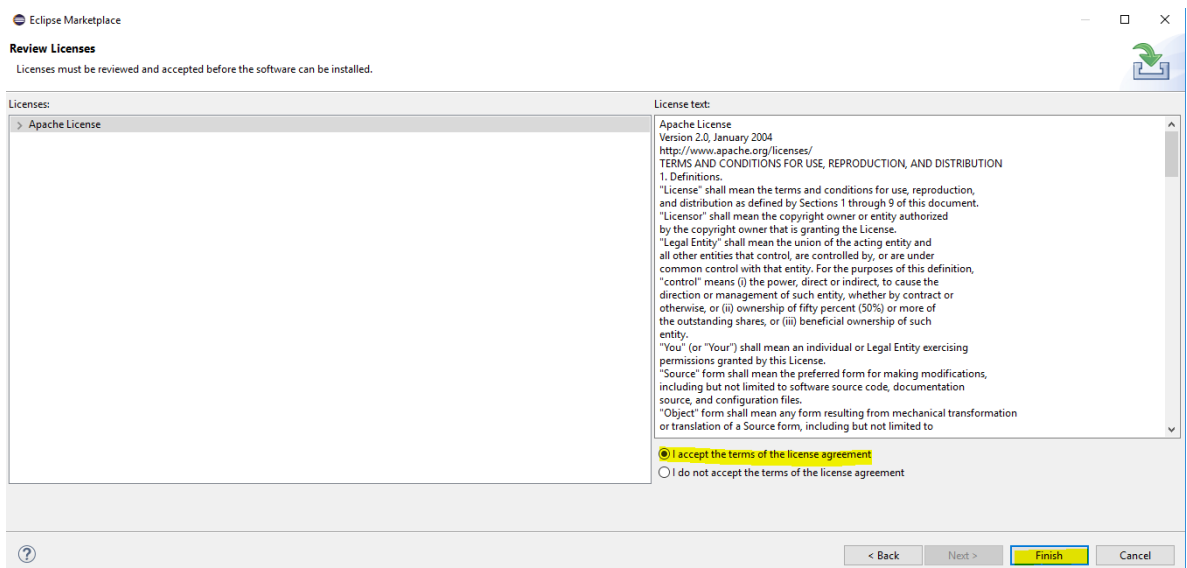 Eclipse Marketplace
Review Licenses
Licenses must be reviewed and accepted before the software can be installed.
Licenses:
Apache License
License text:
Apache License
Version 2.0, January 2004
http://www.apache.org/licenses/
TERMS AND CONDITIONS FOR USE, REPRODUCTION, AND DISTRIBUTION
1. Definitions.
"License" shall mean the terms and conditions for use, reproduction,
and distribution as defined by Sections 1 through 9 of this document.
"Licensor" shall mean the copyright owner or entity authorized
by the copyright owner that is granting the License.
"Legal Entity" shall mean the union of the acting entity and
all other entities that control, are controlled by, or are under
common control with that entity. For the purposes of this definition,
"control" means (i) the power, direct or indirect, to cause the
direction or management of such entity, whether by contract or
otherwise, or (ii) ownership of fifty percent (50%) or more of
the outstanding shares, or (iii) beneficial ownership of such
entity.
"You" (or "Your") shall mean an individual or Legal Entity exercising
permissions granted by this License.
"Source" form shall mean the preferred form for making modifications,
including but not limited to software source code, documentation
source, and configuration files.
"Object" form shall mean any form resulting from mechanical transformation
or translation of a Source form, including but not limited to
I accept the terms of the license agreement
I do not accept the terms of the license agreement
?
< Back Next > Finish Cancel